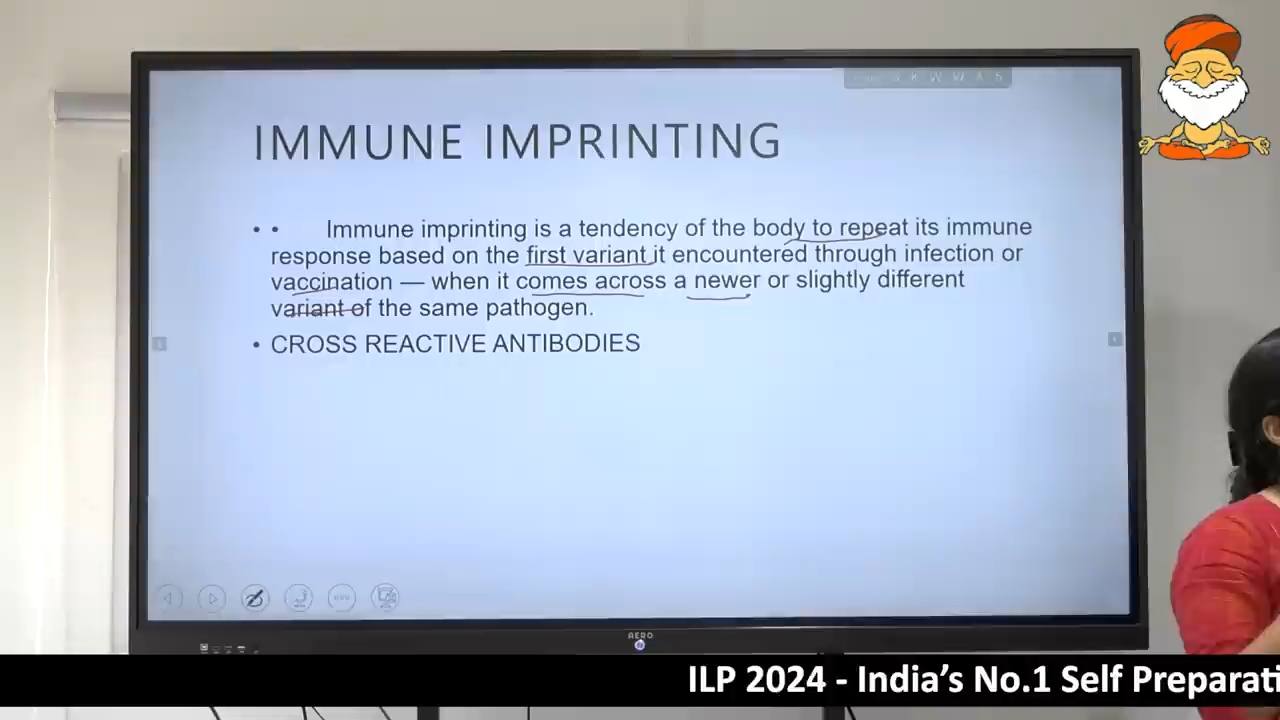 IMMUNE IMPRINTING
• • Immune imprinting is a tendency of the body to repeat its immune
response based on the first variant it encountered through infection or
vaccination — when it comes across a newer or slightly different
variant of the same pathogen.
• CROSS REACTIVE ANTIBODIES
AERO
ILP 2024 - India’s No.1 Self Preparati